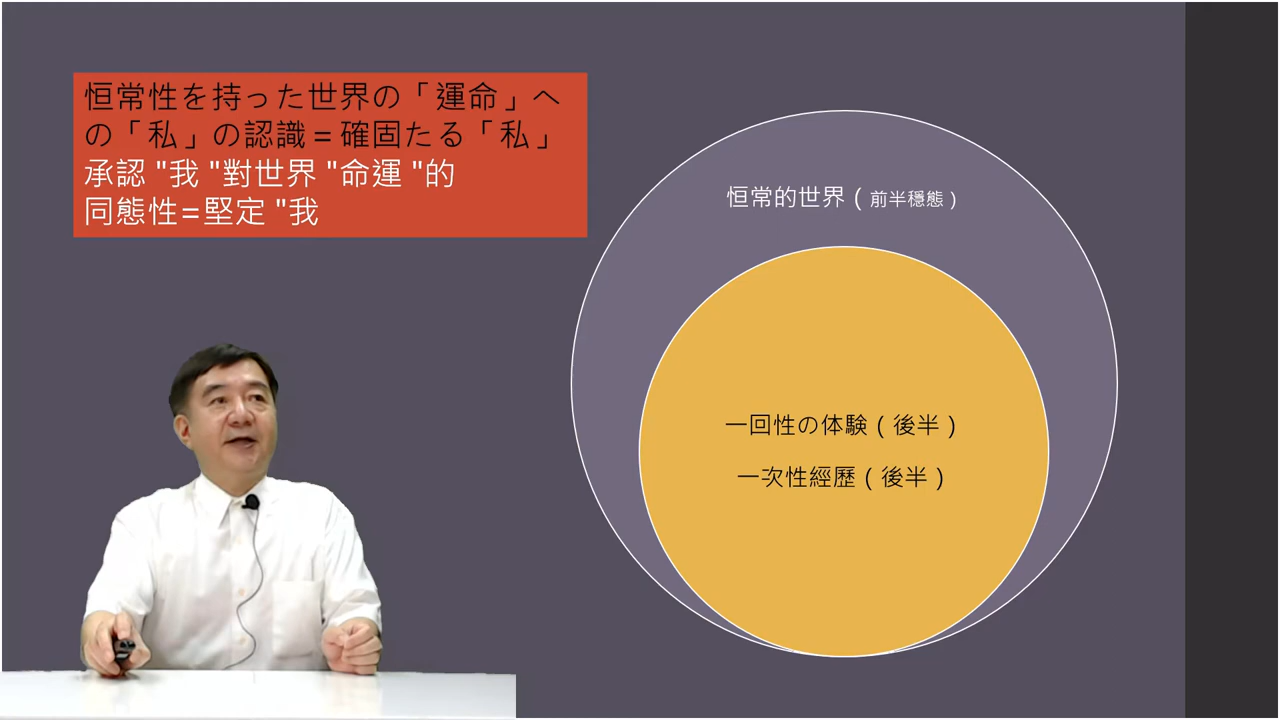 恒常性を持った世界の「運命」へ
の「私」の認識＝確固たる「私」
承認 "我 "對世界 "命運 "的
同態性=堅定 "我
恒常的世界（前半穩態）
一回性の体験（後半）
一次性經歷（後半）